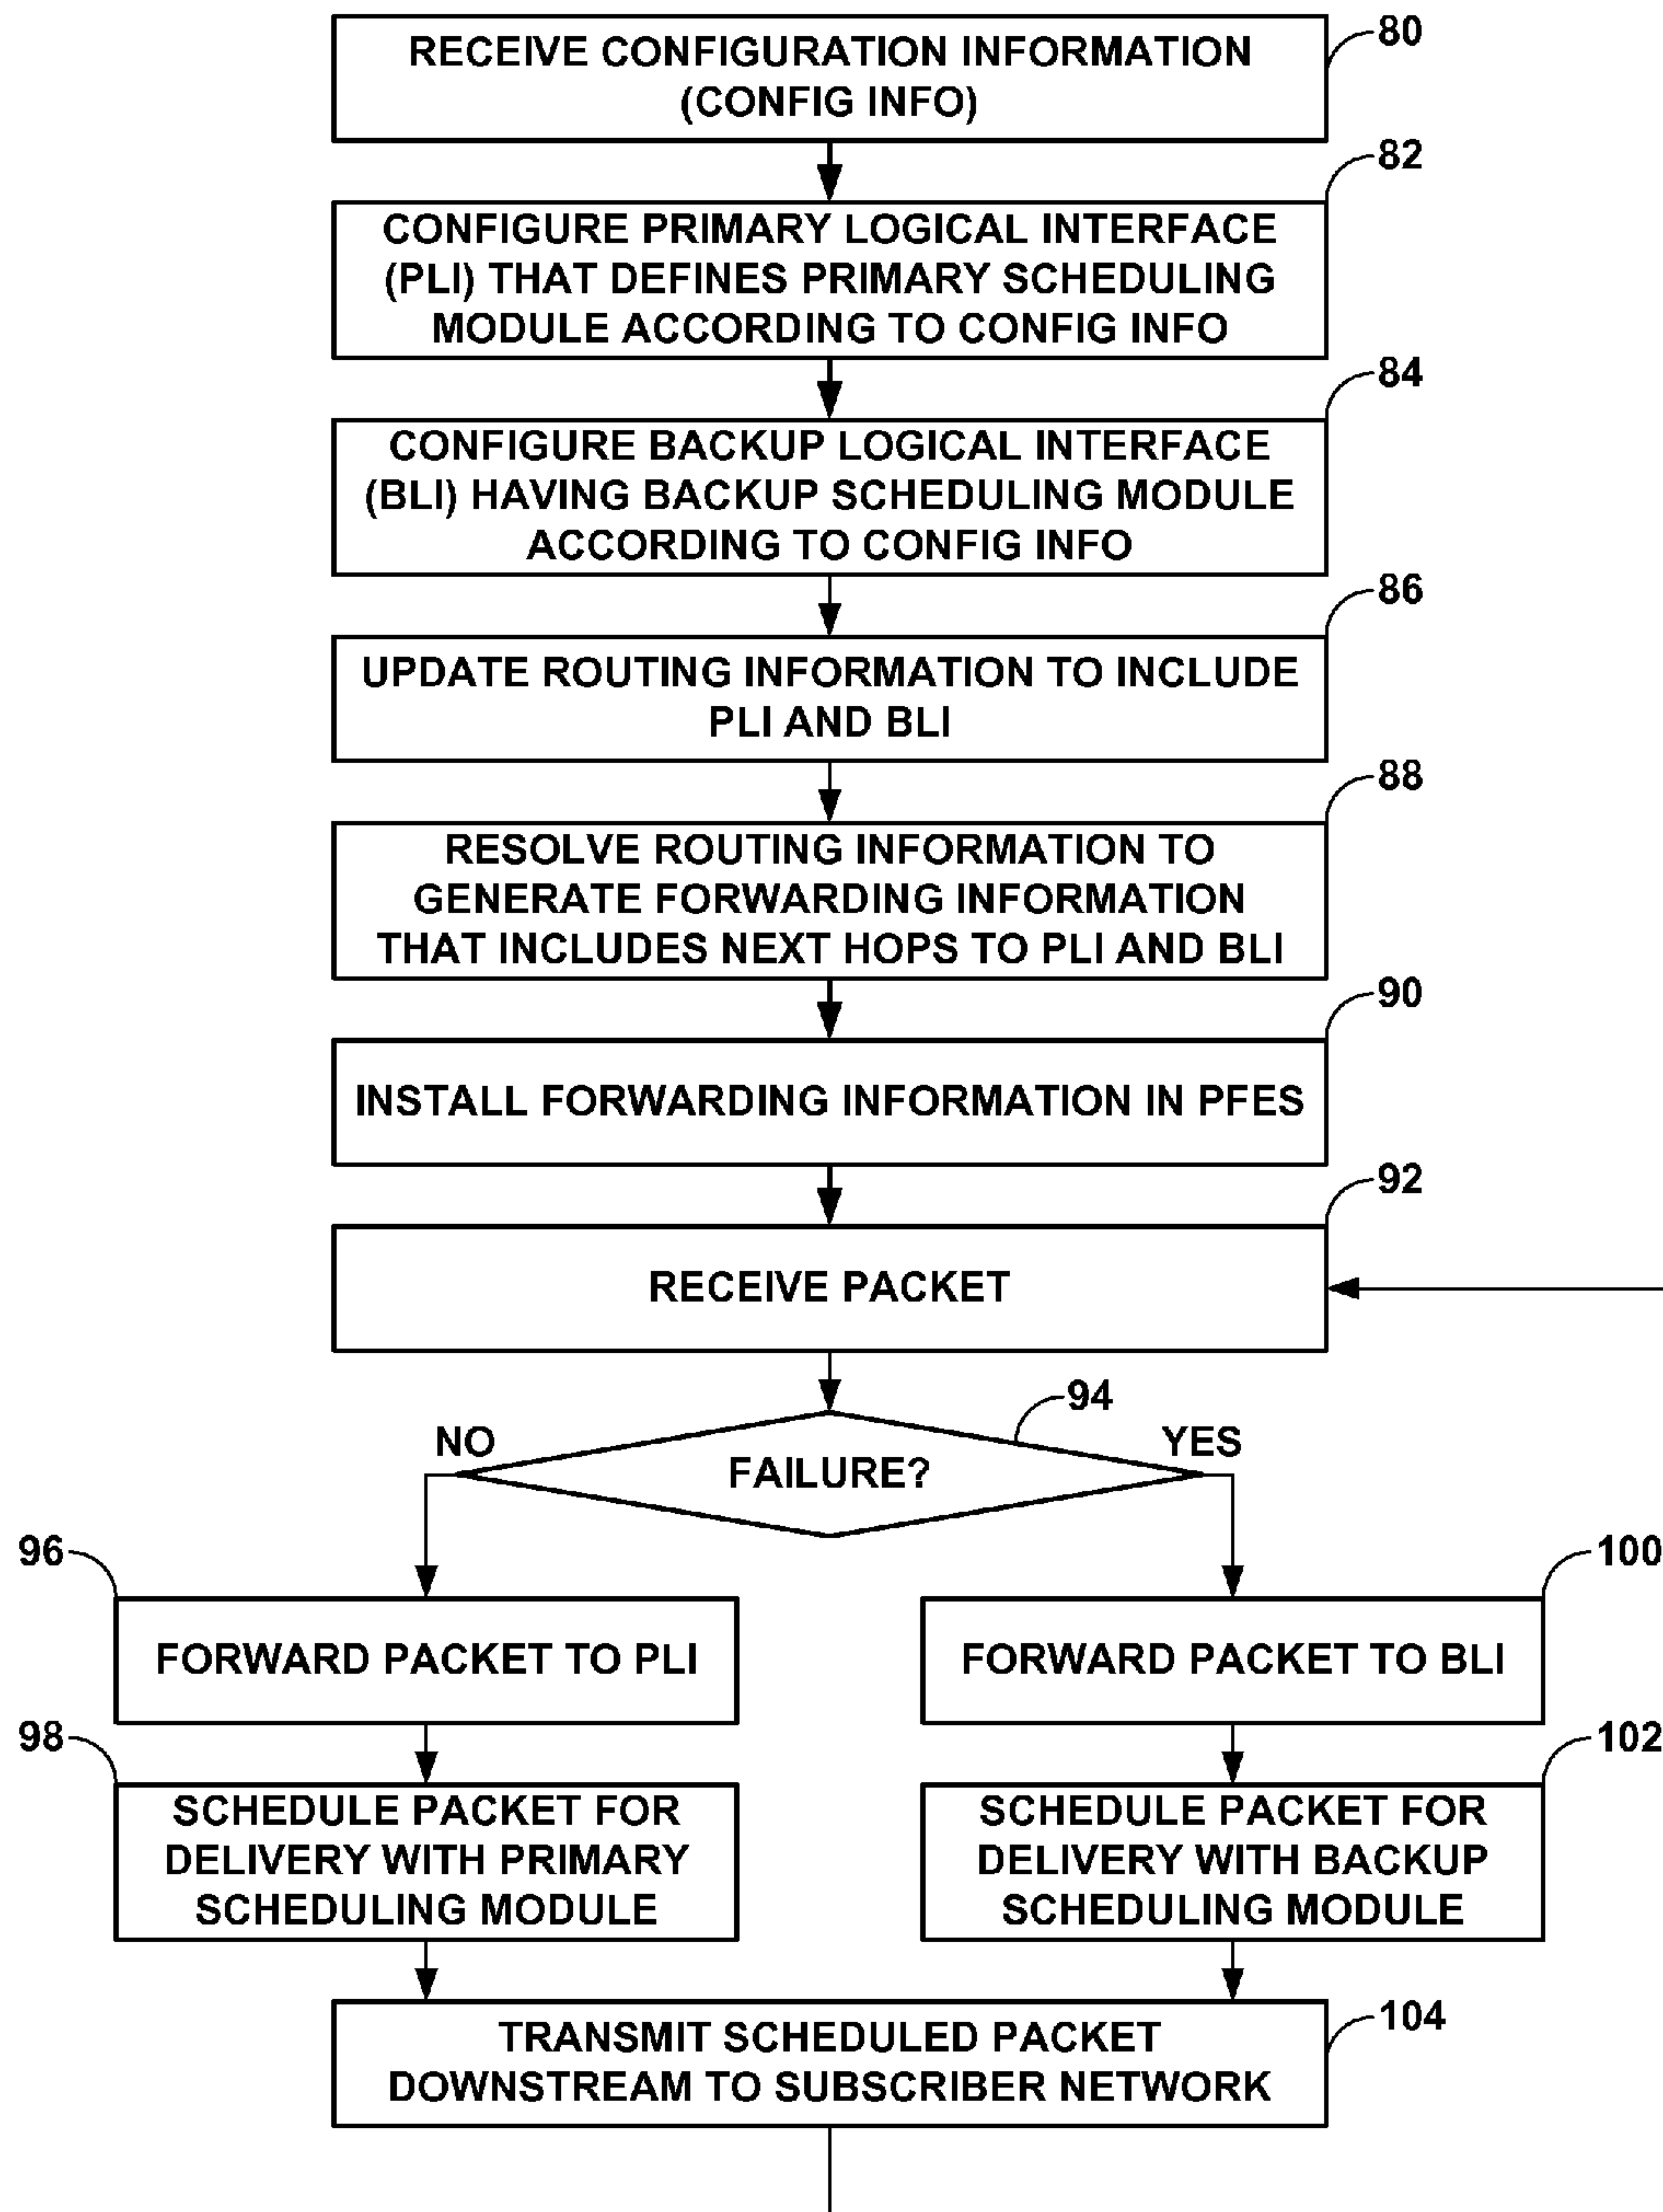 RECEIVE CONFIGURATION INFORMATION
(CONFIG INFO)
80
CONFIGURE PRIMARY LOGICAL INTERFACE
(PLI) THAT DEFINES PRIMARY SCHEDULING
MODULE ACCORDING TO CONFIG INFO
82
CONFIGURE BACKUP LOGICAL INTERFACE
(BLI) HAVING BACKUP SCHEDULING MODULE
ACCORDING TO CONFIG INFO
84
UPDATE ROUTING INFORMATION TO INCLUDE
PLI AND BLI
86
RESOLVE ROUTING INFORMATION TO
GENERATE FORWARDING INFORMATION
THAT INCLUDES NEXT HOPS TO PLI AND BLI
88
INSTALL FORWARDING INFORMATION IN PFES
90
RECEIVE PACKET
92
FAILURE?
94
NO
YES
96
FORWARD PACKET TO PLI
100
FORWARD PACKET TO BLI
98
SCHEDULE PACKET FOR
DELIVERY WITH PRIMARY
SCHEDULING MODULE
102
SCHEDULE PACKET FOR
DELIVERY WITH BACKUP
SCHEDULING MODULE
TRANSMIT SCHEDULED PACKET
DOWNSTREAM TO SUBSCRIBER NETWORK
104